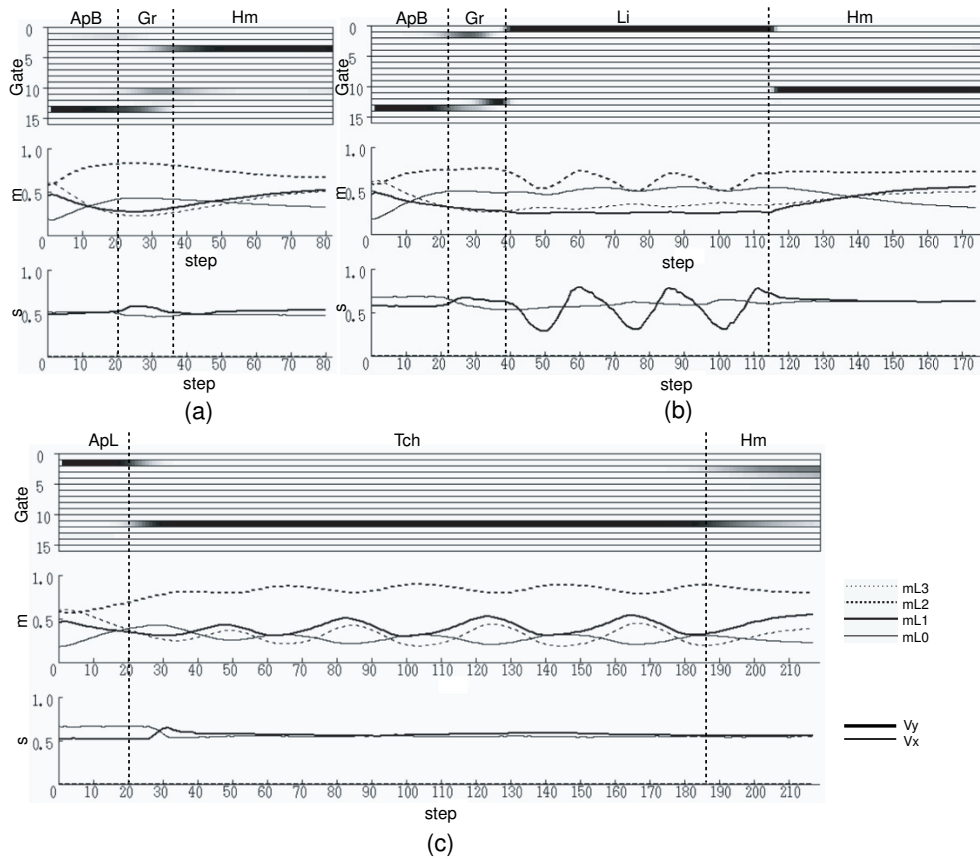 ApB Gr Hm
Gate
0
5
10
15
m
1.0
0.5
0 10 20 30 40 50 60 70 80
step
s
1.0
0.5
0 10 20 30 40 50 60 70 80
step
(a)
ApB Gr Li Hm
Gate
0
5
10
15
m
1.0
0.5
0 10 20 30 40 50 60 70 80 90 100 110 120 130 140 150 160 170
step
s
1.0
0.5
0 10 20 30 40 50 60 70 80 90 100 110 120 130 140 150 160 170
step
(b)
ApL Tch Hm
Gate
0
5
10
15
m
1.0
0.5
0 10 20 30 40 50 60 70 80 90 100 110 120 130 140 150 160 170 180 190 200 210
s
1.0
0.5
0 10 20 30 40 50 60 70 80 90 100 110 120 130 140 150 160 170 180 190 200 210
step
(c)
mL3
mL2
mL1
mL0
Vy
Vx